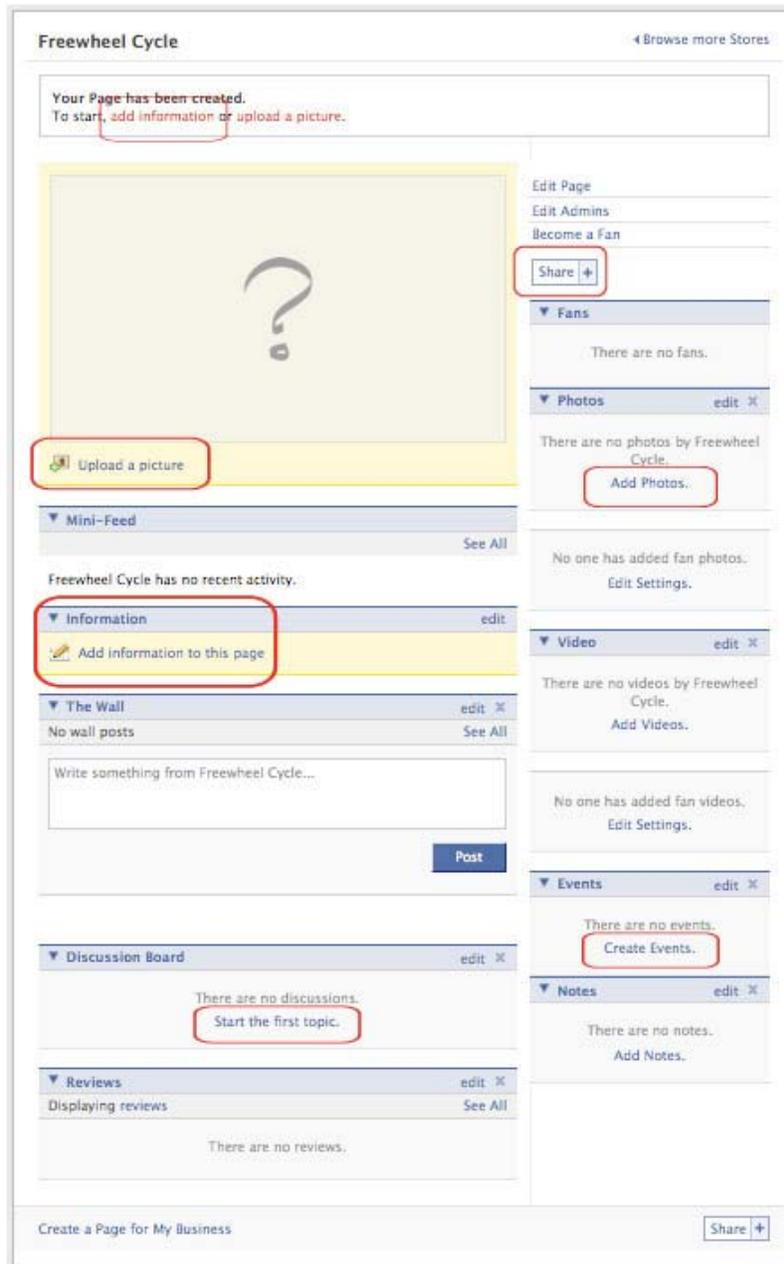 Freewheel Cycle
Browse more Stores
Your Page has been created.
To start, add information or upload a picture.
Upload a picture
Mini-Feed
See All
Freewheel Cycle has no recent activity.
Information edit
Add information to this page
The Wall edit
No wall posts See All
Write something from Freewheel Cycle...
Post
Discussion Board edit
There are no discussions.
Start the first topic.
Reviews edit
Displaying reviews See All
There are no reviews.
Edit Page
Edit Admins
Become a Fan
Share +
Fans
There are no fans.
Photos edit
There are no photos by Freewheel
Cycle.
Add Photos.
No one has added fan photos.
Edit Settings.
Video edit
There are no videos by Freewheel
Cycle.
Add Videos.
No one has added fan videos.
Edit Settings.
Events edit
There are no events.
Create Events.
Notes edit
There are no notes.
Add Notes.
Create a Page for My Business
Share +